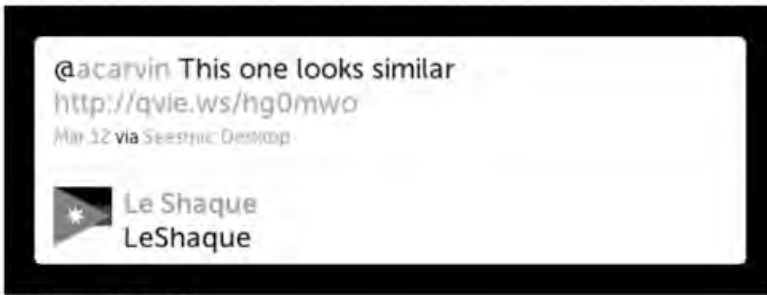 @acarvin This one looks similar
http://qvie.ws/hg0mwo
Mar 12 via Seesmic Desktop
Le Shaque
LeShaque